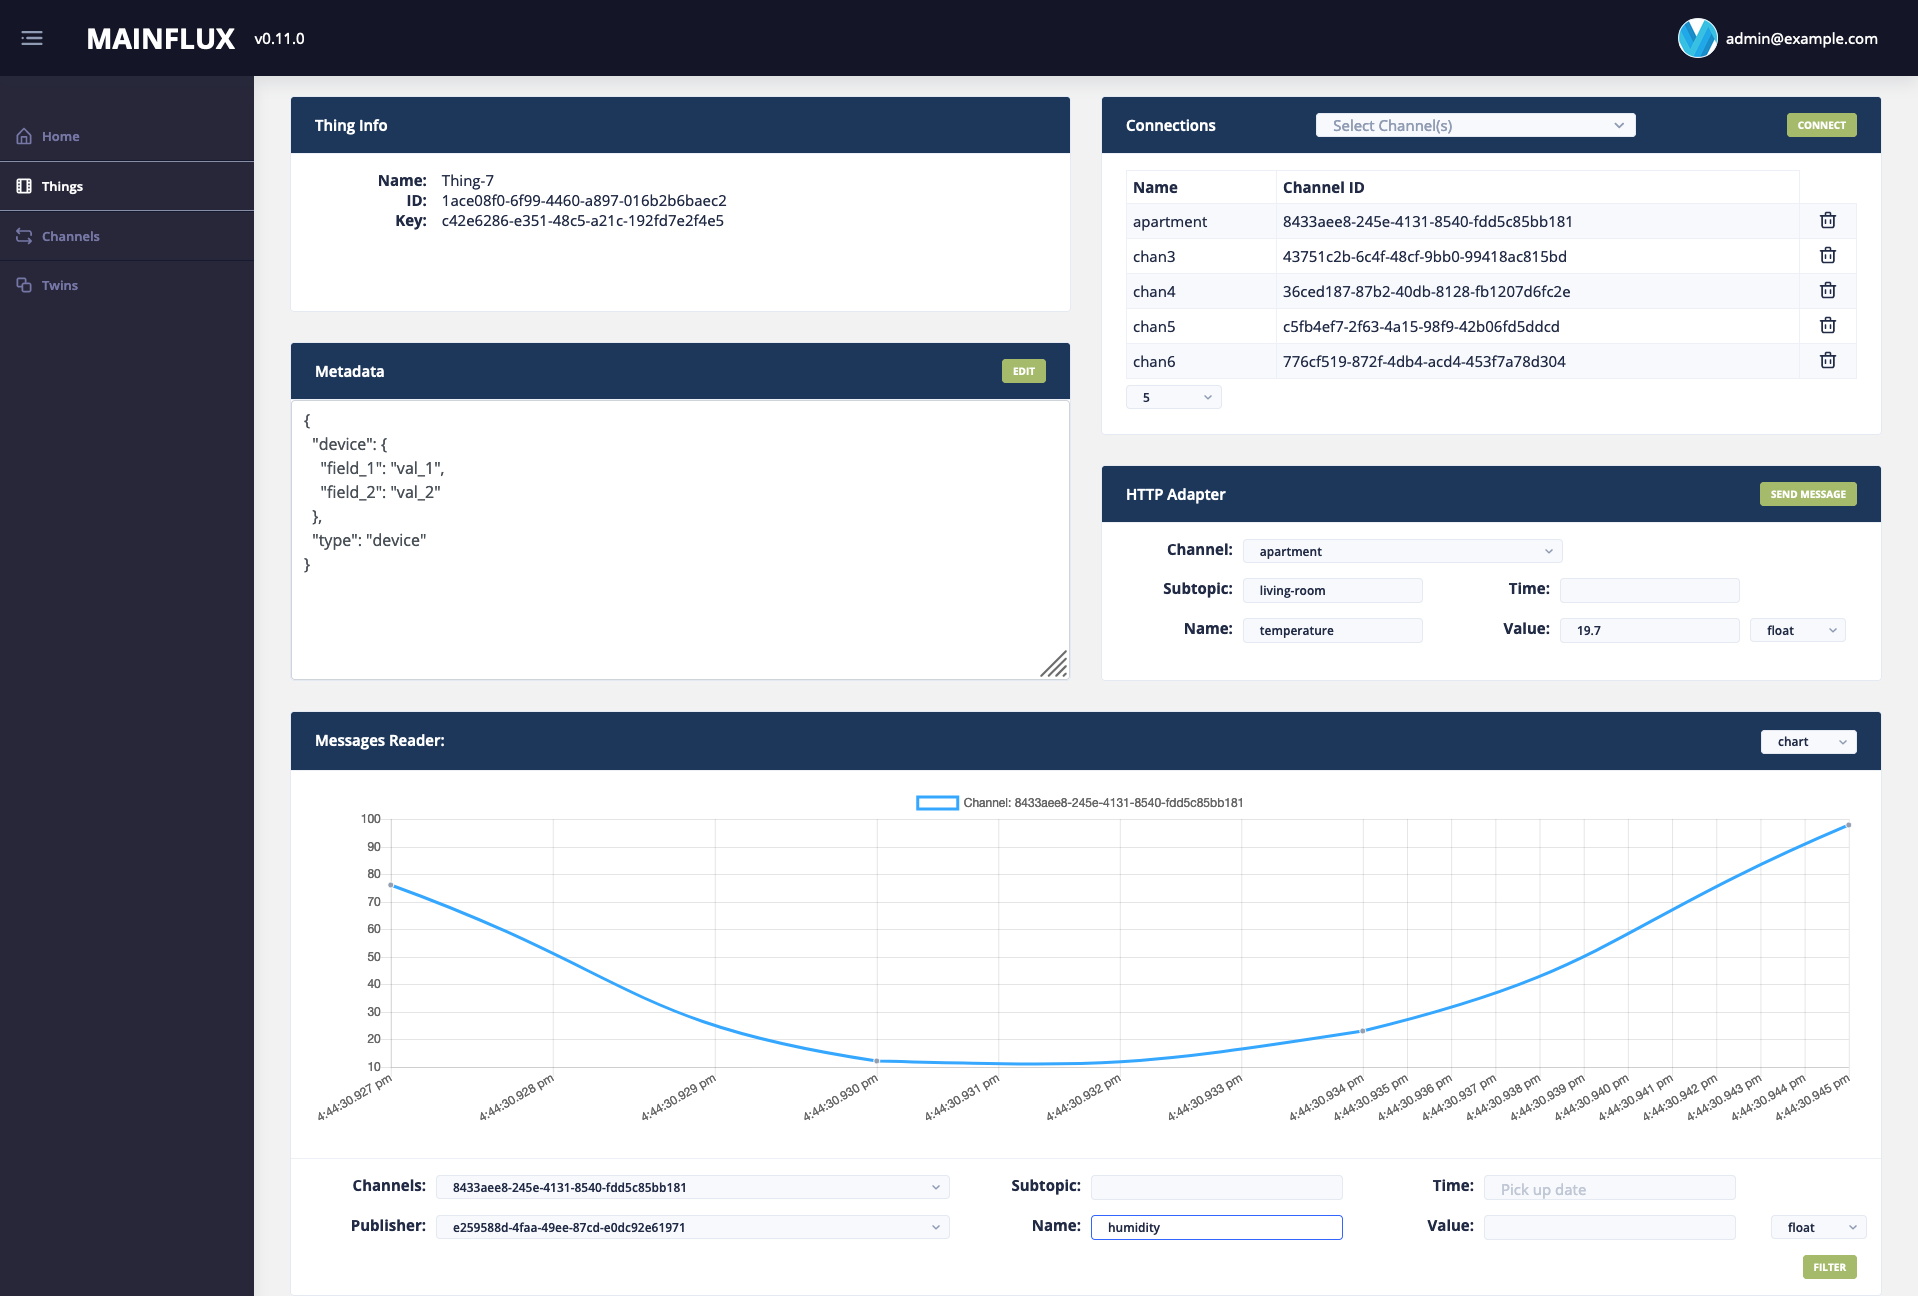 MAINFLUX v0.11.0
admin@example.com
Home
Things
Channels
Twins
Thing Info
Name: Thing-7
ID: 1ace08f0-6f99-4460-a897-016b2b6baec2
Key: c42e6286-e351-48c5-a21c-192fd7e2f4e5
Metadata
EDIT
{
"device": {
"field_1": "val_1",
"field_2": "val_2"
},
"type": "device"
}
Connections
Select Channel(s)
CONNECT
Name Channel ID
apartment 8433aee8-245e-4131-8540-fdd5c85bb181
chan3 43751c2b-6c4f-48cf-9bb0-99418ac815bd
chan4 36ced187-87b2-40db-8128-fb1207d6fc2e
chan5 c5fb4ef7-2f63-4a15-98f9-42b06fd5ddcd
chan6 776cf519-872f-4db4-acd4-453f7a78d304
5
HTTP Adapter
SEND MESSAGE
Channel: apartment
Subtopic: living-room Time:
Name: temperature Value: 19.7 float
Messages Reader:
chart
Channel: 8433aee8-245e-4131-8540-fdd5c85bb181
100
90
80
70
60
50
40
30
20
10
4:44:30.927 pm
4:44:30.928 pm
4:44:30.929 pm
4:44:30.930 pm
4:44:30.931 pm
4:44:30.932 pm
4:44:30.933 pm
4:44:30.934 pm
4:44:30.935 pm
4:44:30.936 pm
4:44:30.937 pm
4:44:30.938 pm
4:44:30.939 pm
4:44:30.940 pm
4:44:30.941 pm
4:44:30.942 pm
4:44:30.943 pm
4:44:30.944 pm
4:44:30.945 pm
Channels: 8433aee8-245e-4131-8540-fdd5c85bb181 Subtopic: Time: Pick up date
Publisher: e259588d-4faa-49ee-87cd-e0dc92e61971 Name: humidity Value: float
FILTER